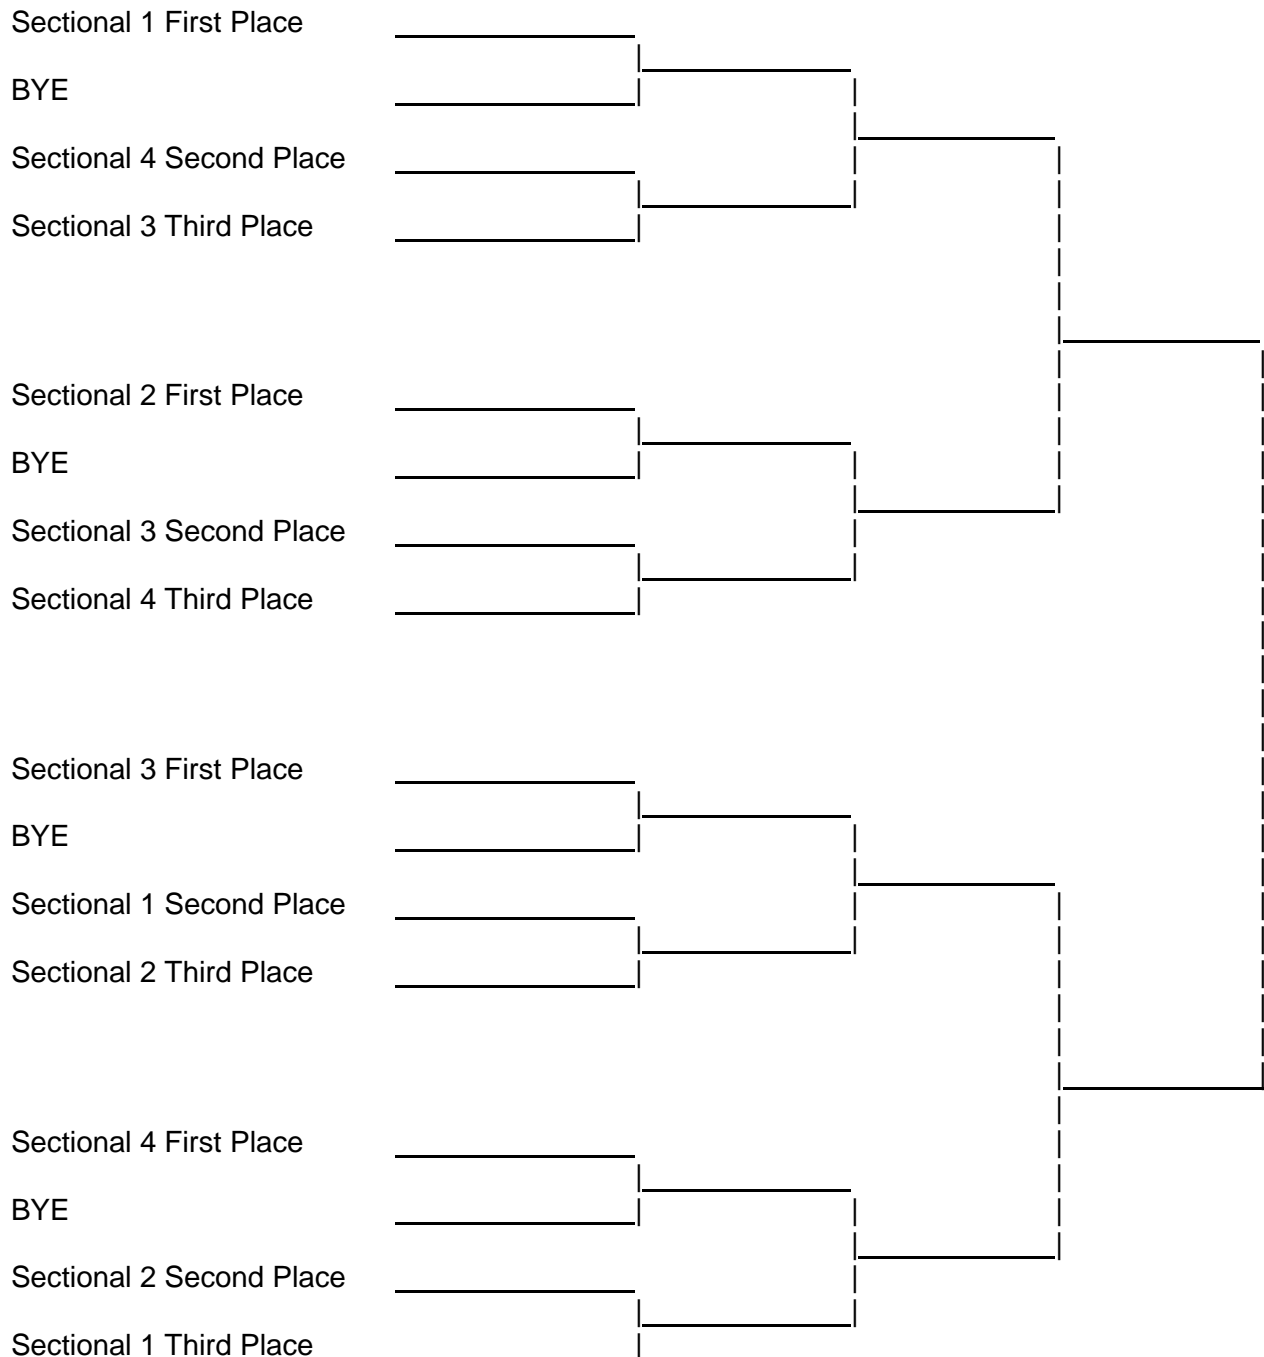 Sectional 1 First Place
BYE
Sectional 4 Second Place
Sectional 3 Third Place
Sectional 2 First Place
BYE
Sectional 3 Second Place
Sectional 4 Third Place
Sectional 3 First Place
BYE
Sectional 1 Second Place
Sectional 2 Third Place
Sectional 4 First Place
BYE
Sectional 2 Second Place
Sectional 1 Third Place